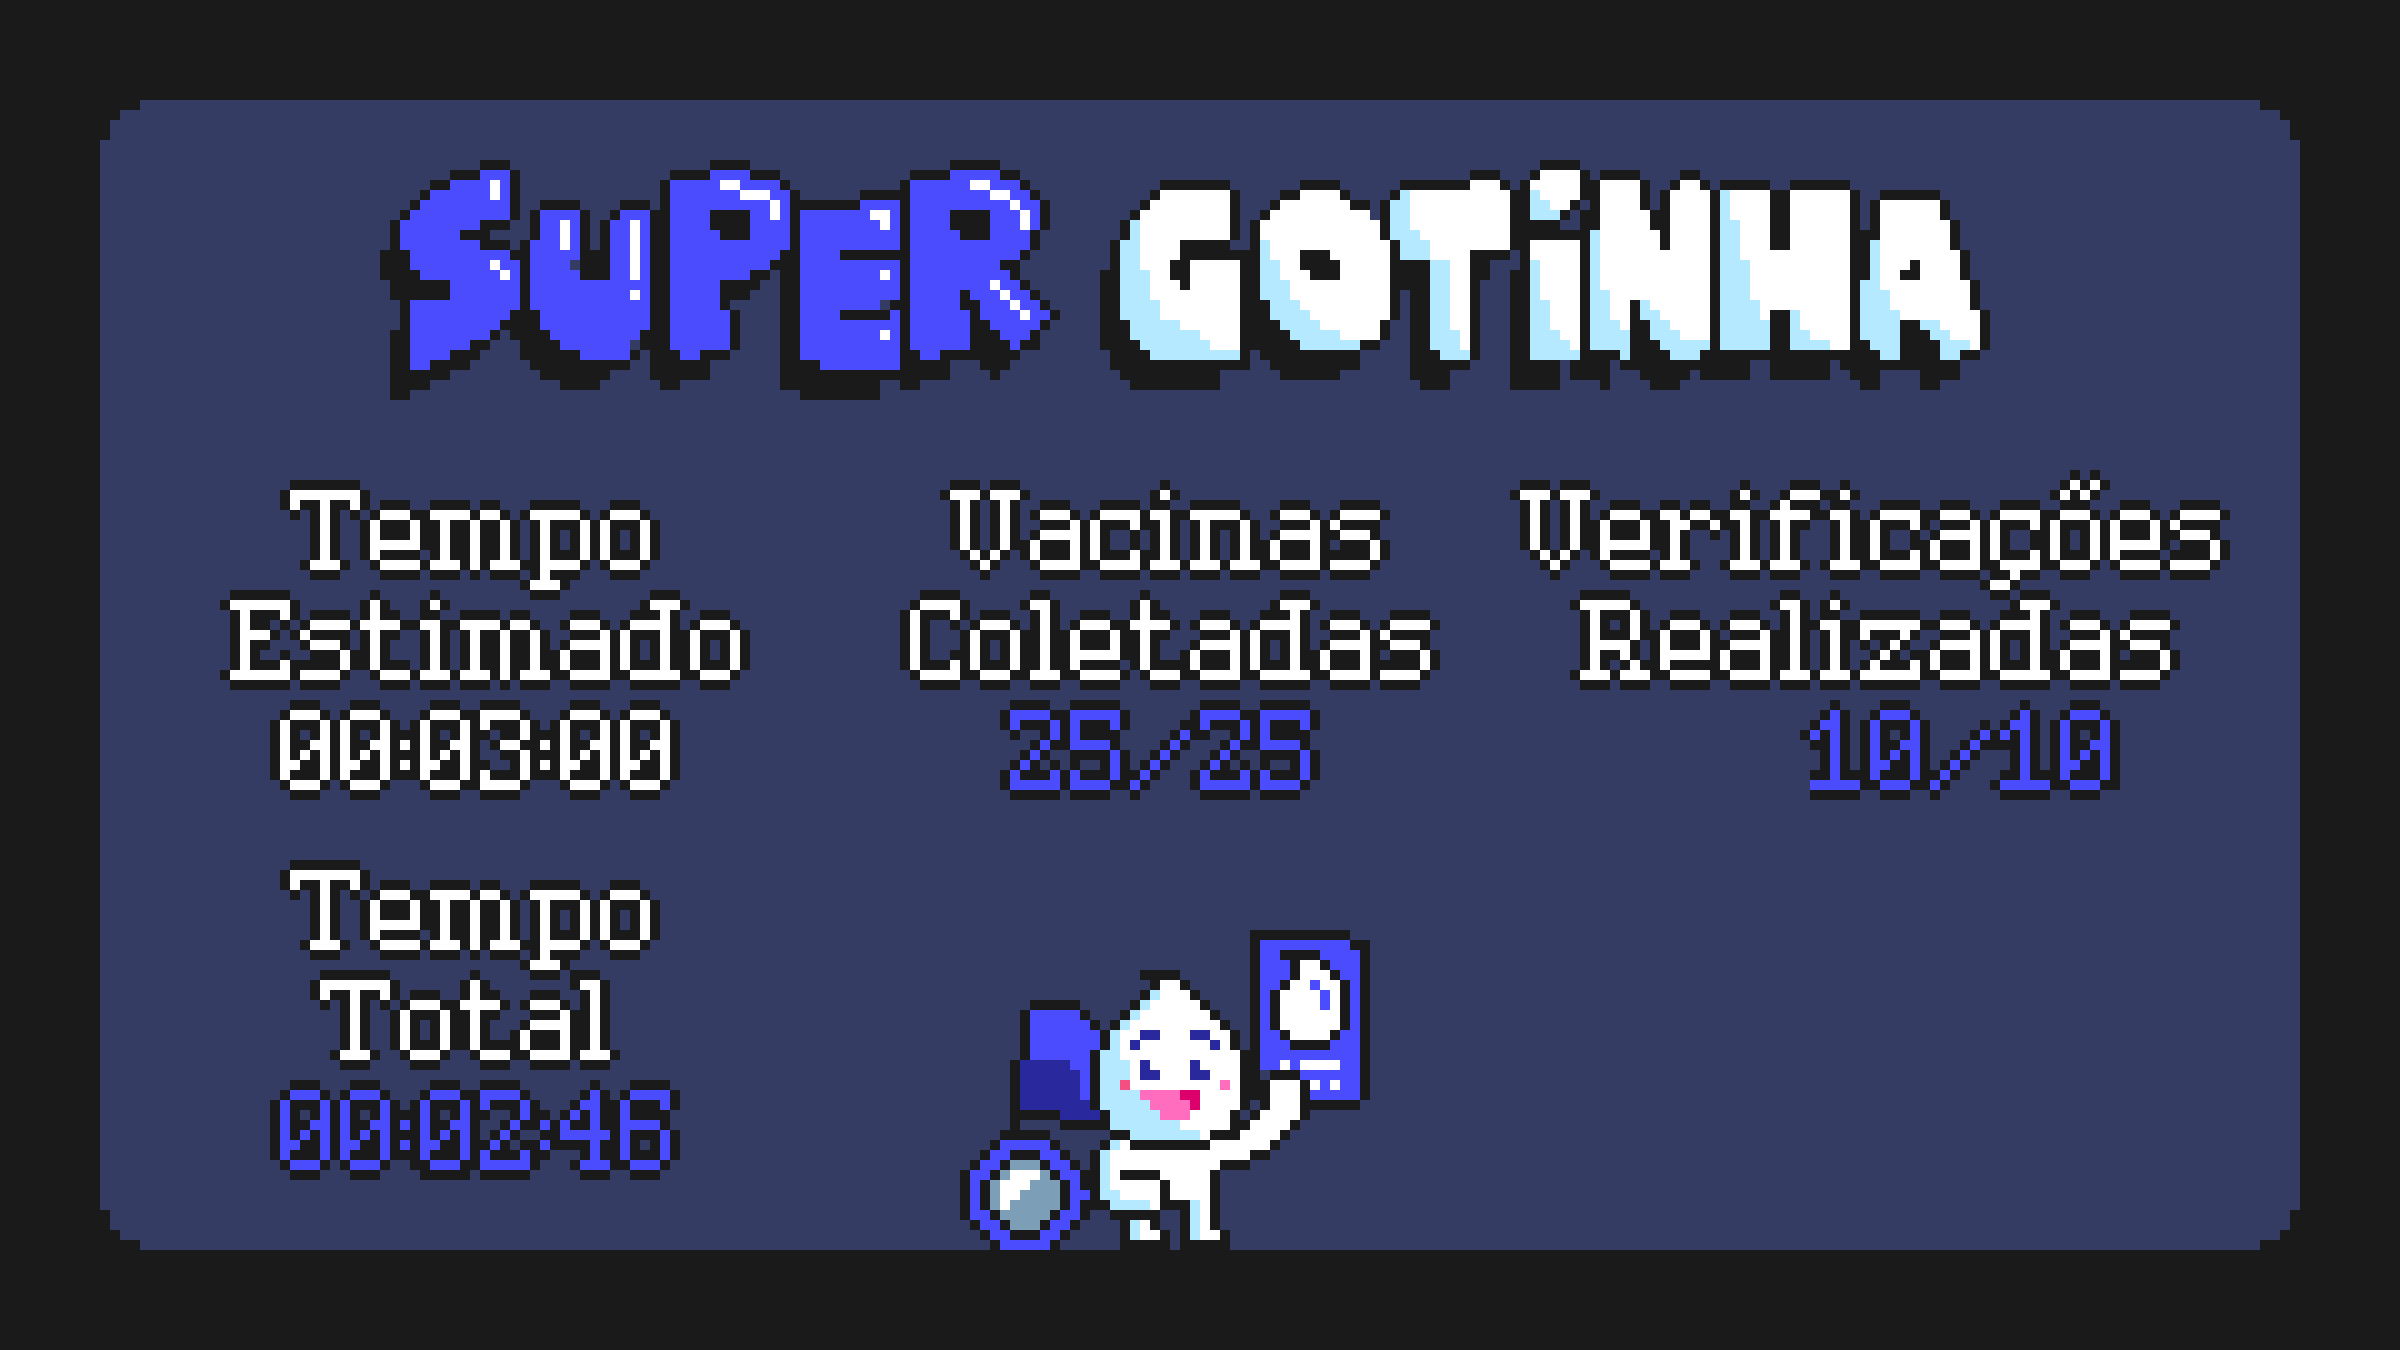 SUPER GOTiNHA
Tempo
Estimado
00:03:00
Vacinas
Coletadas
25/25
Verificações
Realizadas
10/10
Tempo
Total
00:02:46